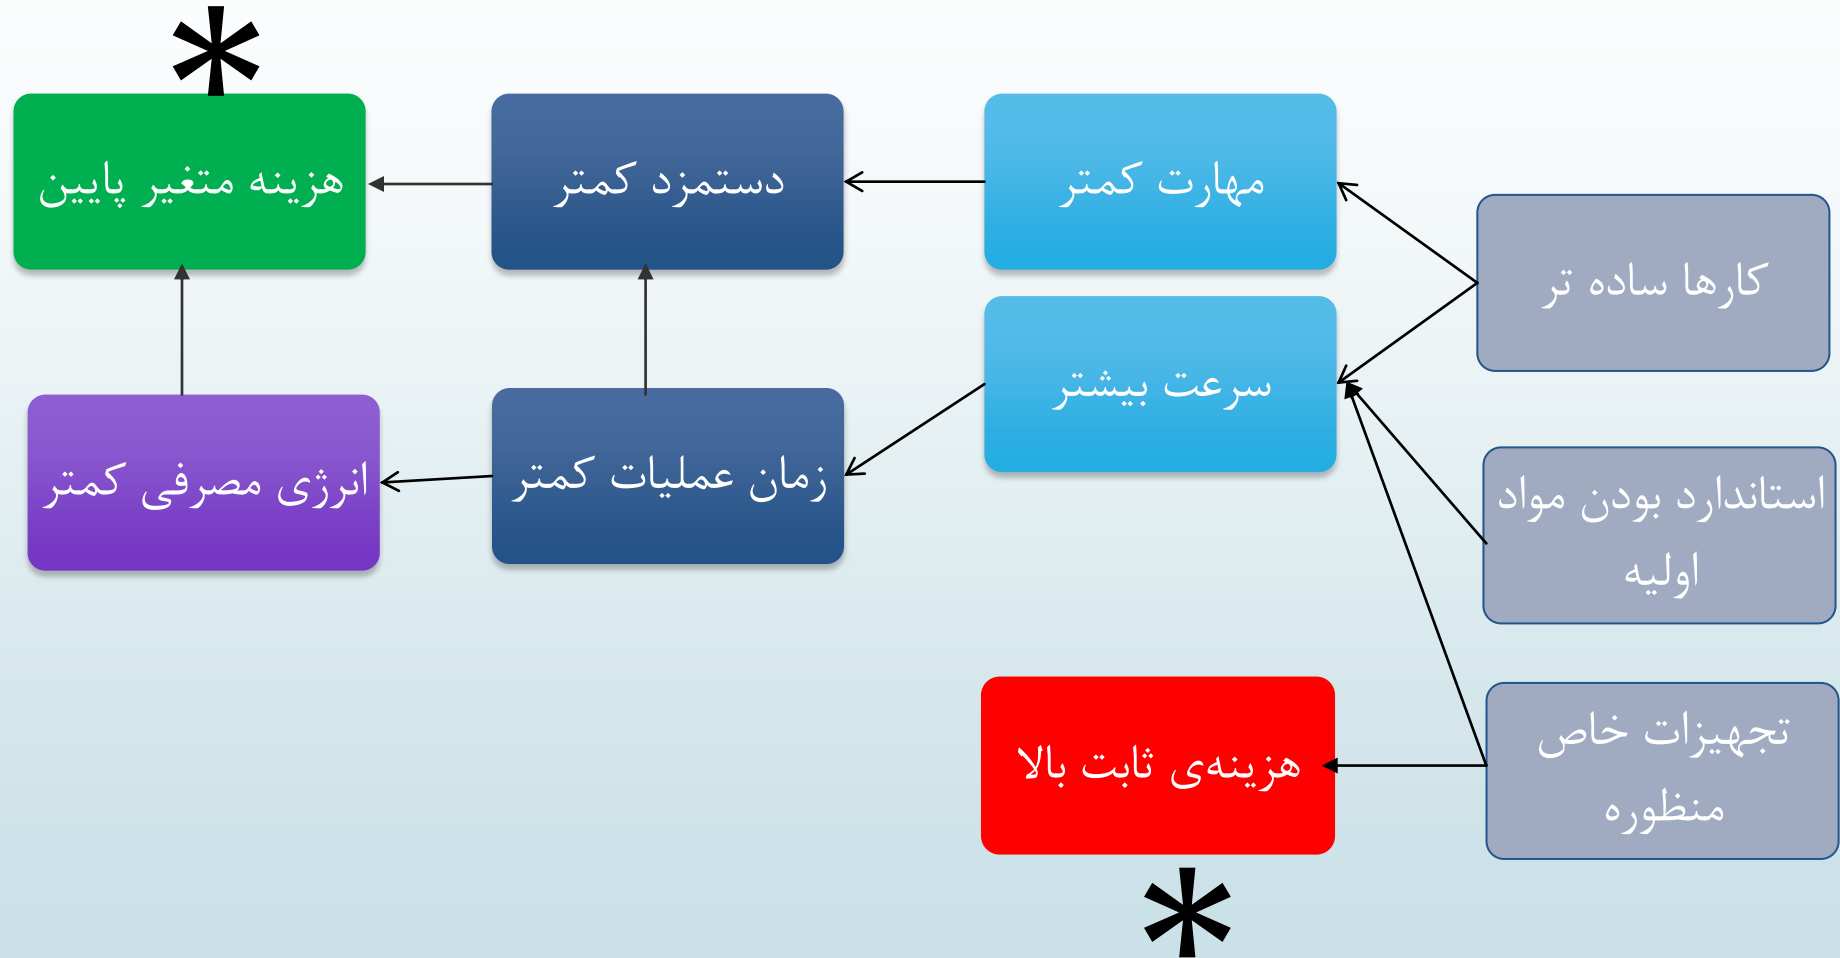 *
هزینه متغیر پایین
دستمزد کمتر
مهارت کمتر
کارها ساده تر
سرعت بیشتر
زمان عملیات کمتر
انرژی مصرفی کمتر
استاندارد بودن مواد
اولیه
تجهیزات خاص
منظوره
هزینه‌ی ثابت بالا
*